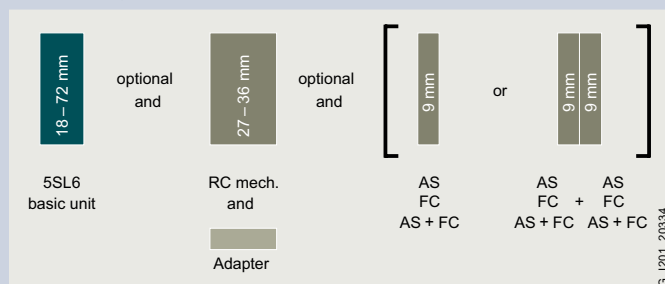 18 – 72 mm
optional
and
27 – 36 mm
optional
and
9 mm
or
9 mm
9 mm
5SL6
basic unit
RC mech.
and
Adapter
AS
FC
AS + FC
AS AS
FC + FC
AS + FC AS + FC
I201_20334